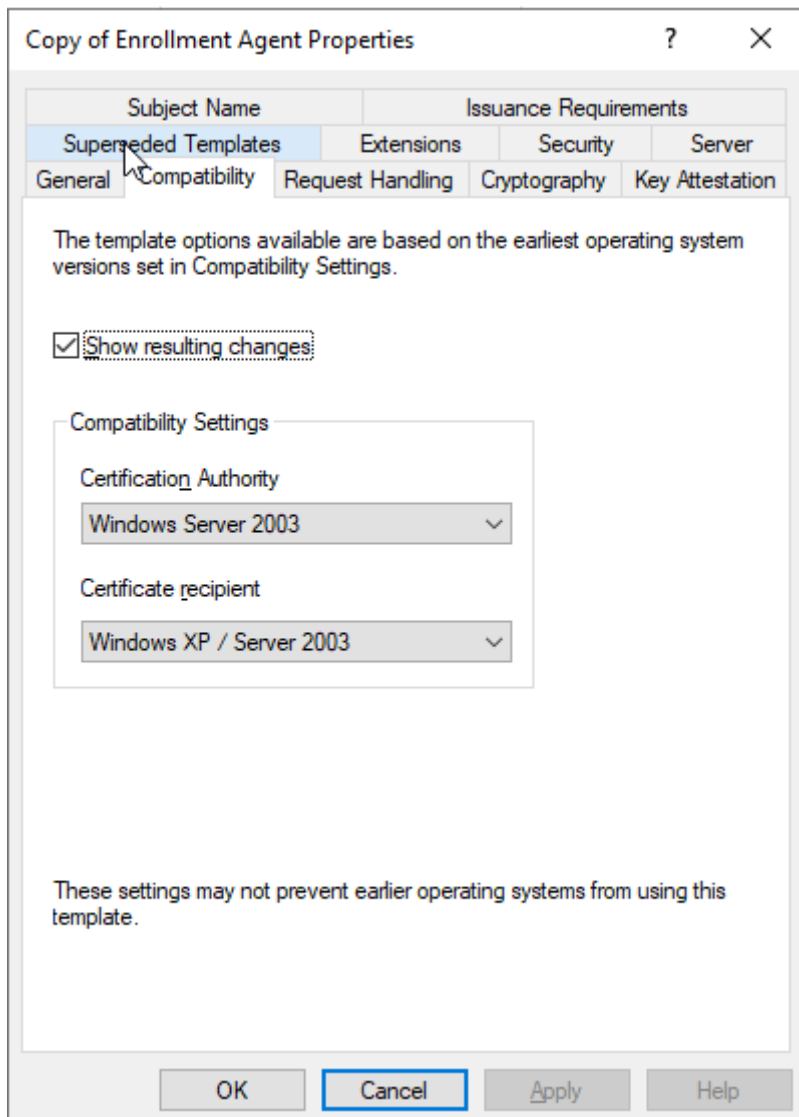 Copy of Enrollment Agent Properties ?
Subject Name Issuance Requirements
Superseded Templates Extensions Security Server
General Compatibility Request Handling Cryptography Key Attestation
The template options available are based on the earliest operating system
versions set in Compatibility Settings.
Show resulting changes
Compatibility Settings
Certification Authority
Windows Server 2003
Certificate recipient
Windows XP / Server 2003
These settings may not prevent earlier operating systems from using this
template.
OK Cancel Apply Help